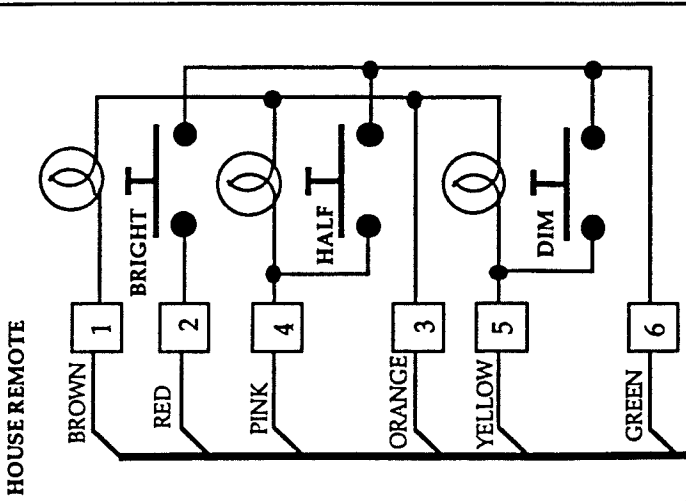 HOUSE REMOTE
BROWN
1
BRIGHT
RED
2
PINK
4
HALF
ORANGE
3
YELLOW
5
DIM
GREEN
6